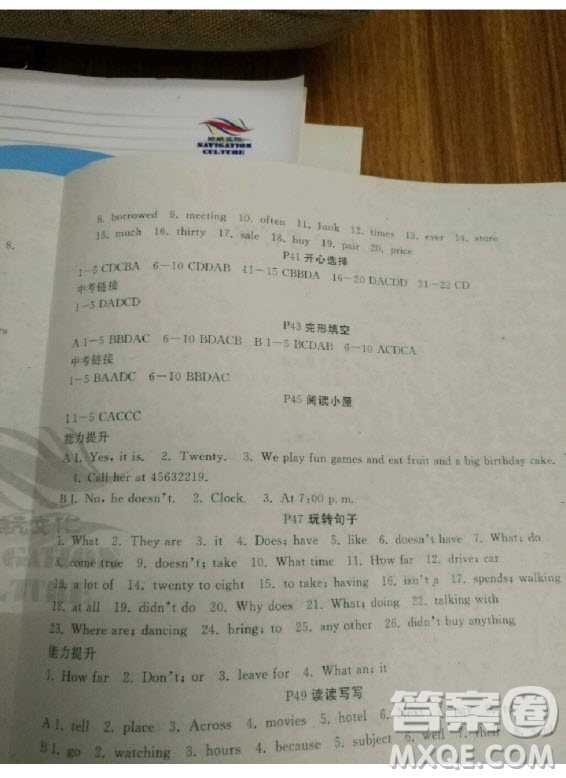 航文化
NAVIGATION
CULTURE
8.
8. borrowed 9. meeting 10. often 11. Junk 12. times 13. ever 14. store
15. much 16. thirty 17. sale 18. buy 19. pair 20. price
P41 开心选择
1-5 CDCBA 6-10 CDDAB 11-15 CBBDA 16-20 DACDD 21-22 CD
中考链接
1-5 DADCD
P43 完形填空
A 1-5 BBDAC 6-10 BDACB B 1-5 BCDAB 6-10 ACDCA
中考链接
1-5 BAADC 6-10 BBDAC
P45 阅读小屋
I 1-5 CACCC
能力提升
A 1. Yes, it is. 2. Twenty. 3. We play fun games and eat fruit and a big birthday cake.
4. Call her at 45632219.
B 1. No, he doesn't. 2. Clock. 3. At 7:00 p. m.
P47 玩转句子
1. What 2. They are 3. it 4. Does; have 5. like 6. doesn't have 7. What; do
8. come true 9. doesn't; take 10. What time 11. How far 12. drive; car
13. a lot of 14. twenty to eight 15. to take; having 16. isn't a 17. spends; walking
18. at all 19. didn't do 20. Why does 21. What; doing 22. talking with
23. Where are; dancing 24. bring; to 25. any other 26. didn't buy anything
能力提升
1. How far 2. Don't; or 3. leave for 4. What an; it
P49 读读写写
A 1. tell 2. place 3. Across 4. movies 5. hotel 6.
B 1. go 2. watching 3. hours 4. because 5. subject 6. well 7. then
答案圈
MXQE.COM